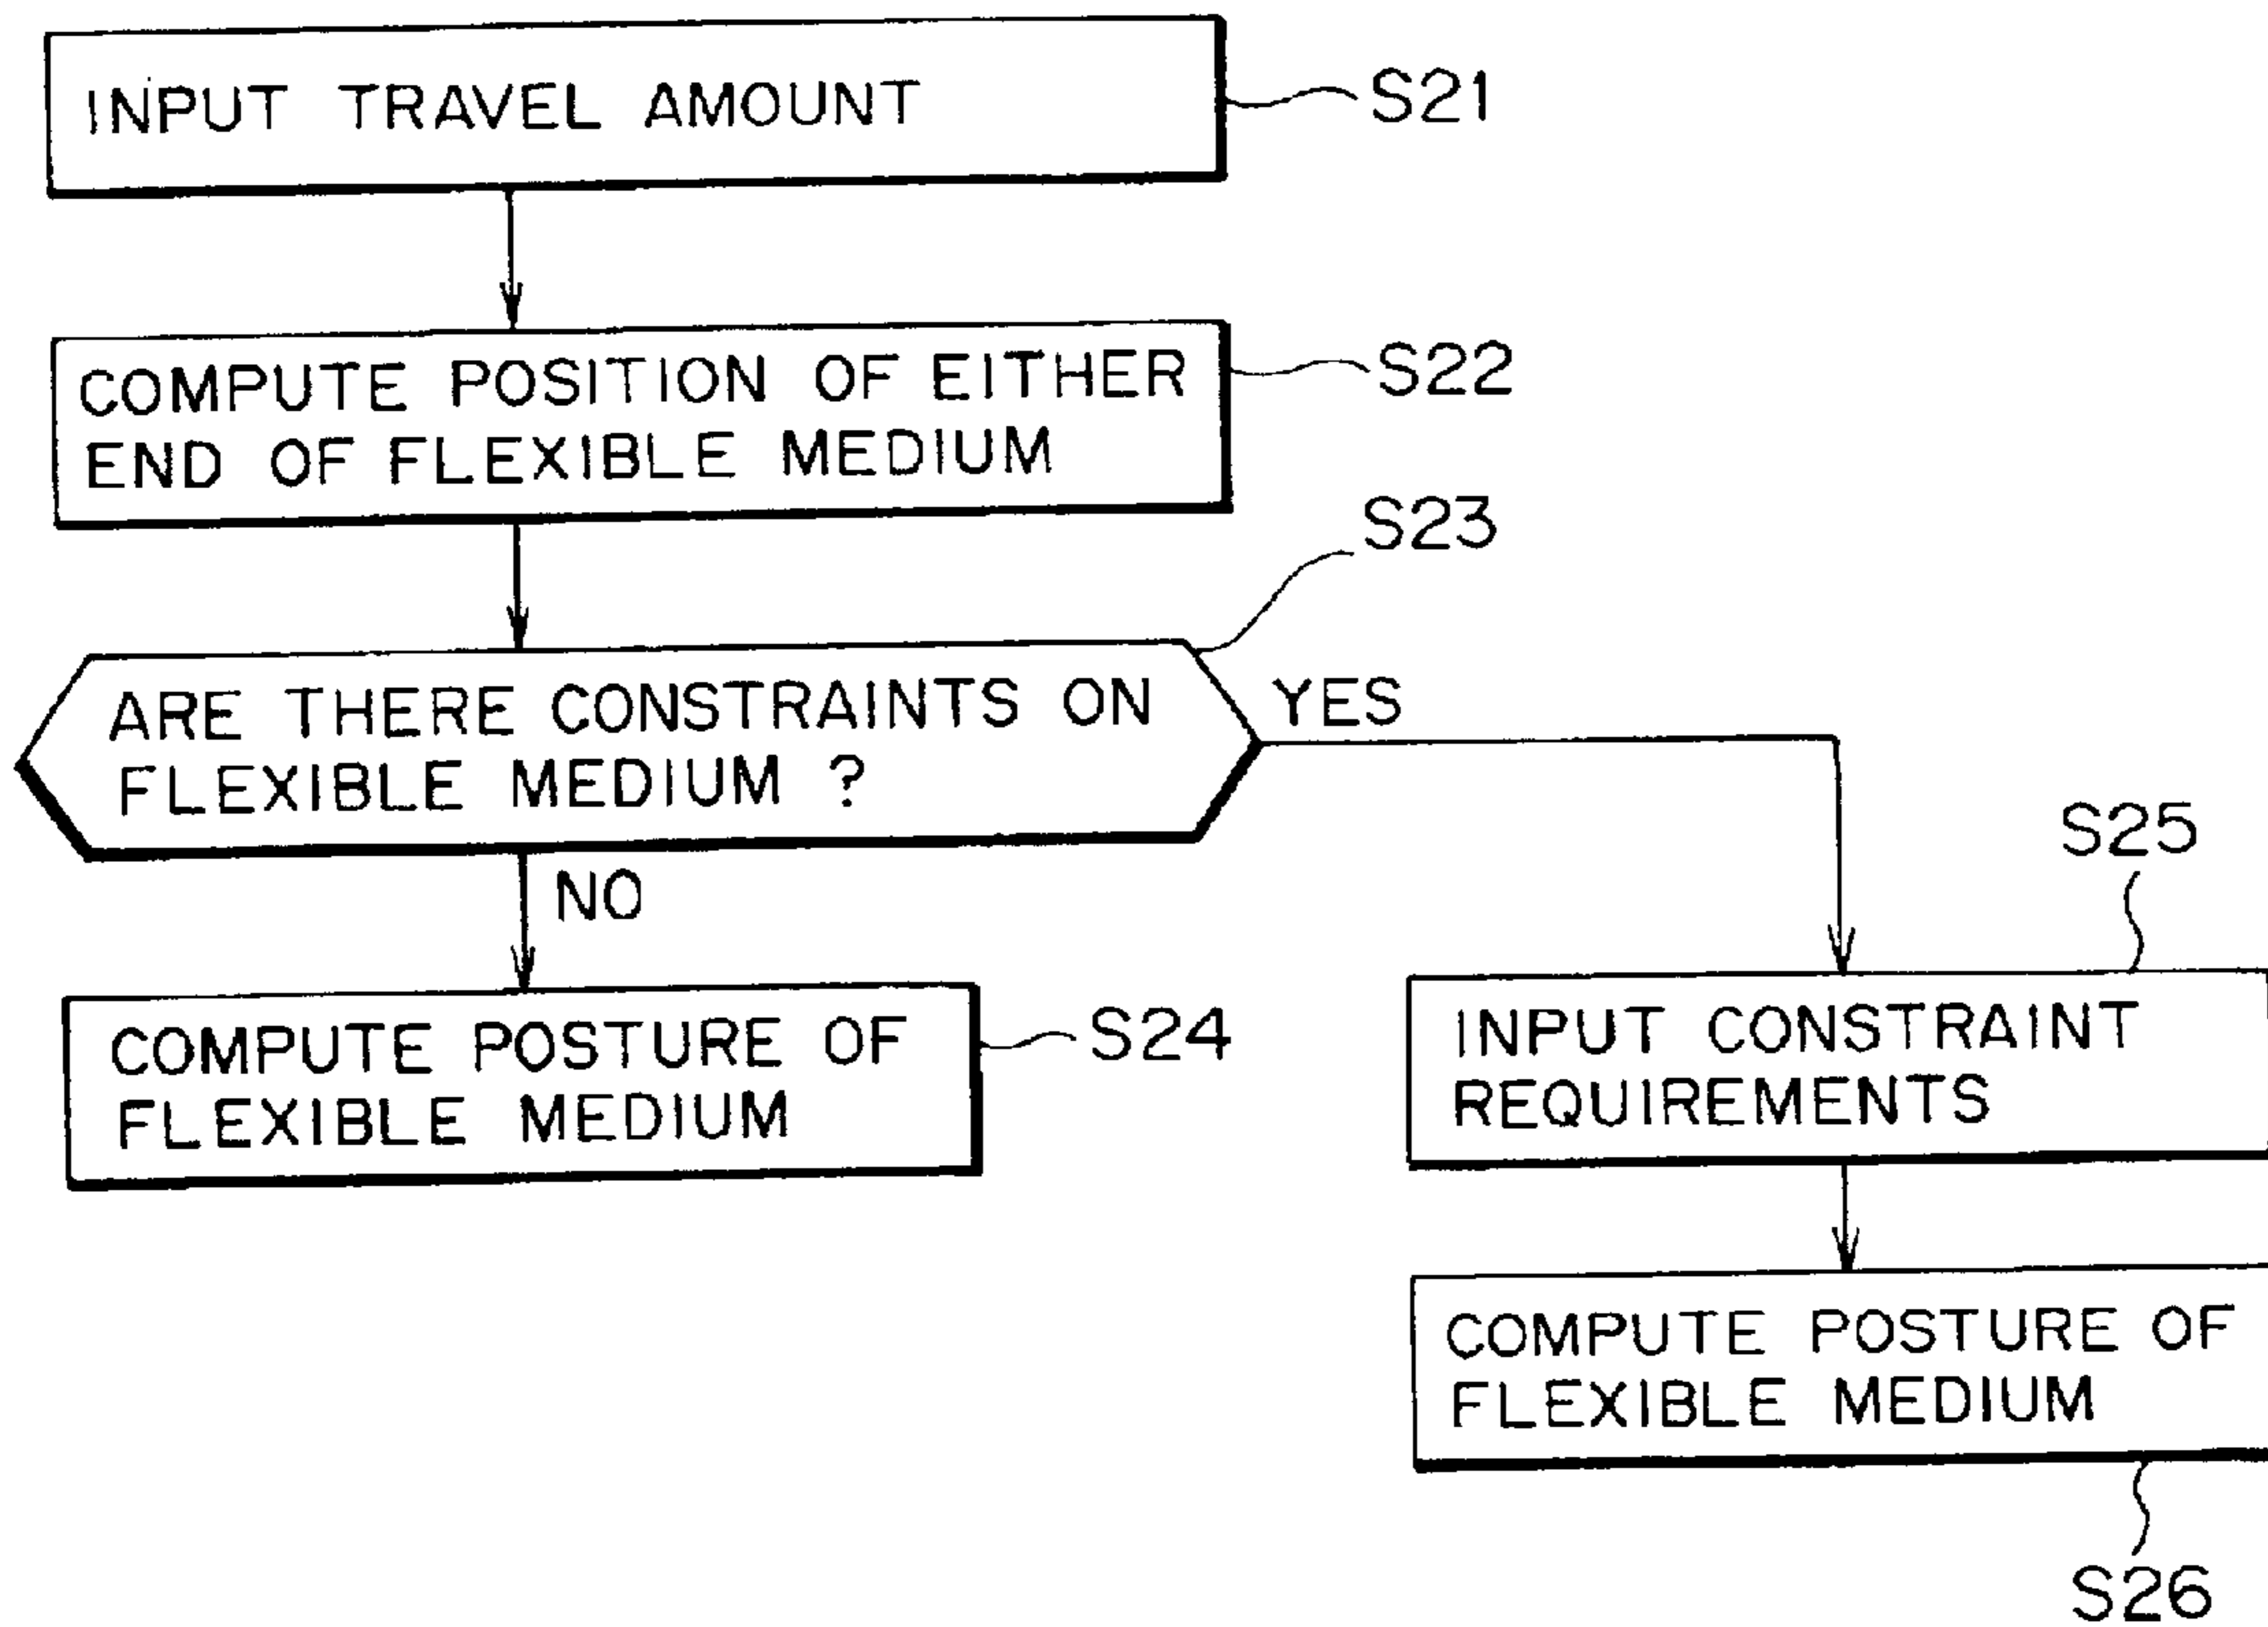 INPUT TRAVEL AMOUNT
S21
COMPUTE POSITION OF EITHER
END OF FLEXIBLE MEDIUM
S22
S23
ARE THERE CONSTRAINTS ON
FLEXIBLE MEDIUM ?
YES
NO
COMPUTE POSTURE OF
FLEXIBLE MEDIUM
S24
S25
INPUT CONSTRAINT
REQUIREMENTS
COMPUTE POSTURE OF
FLEXIBLE MEDIUM
S26